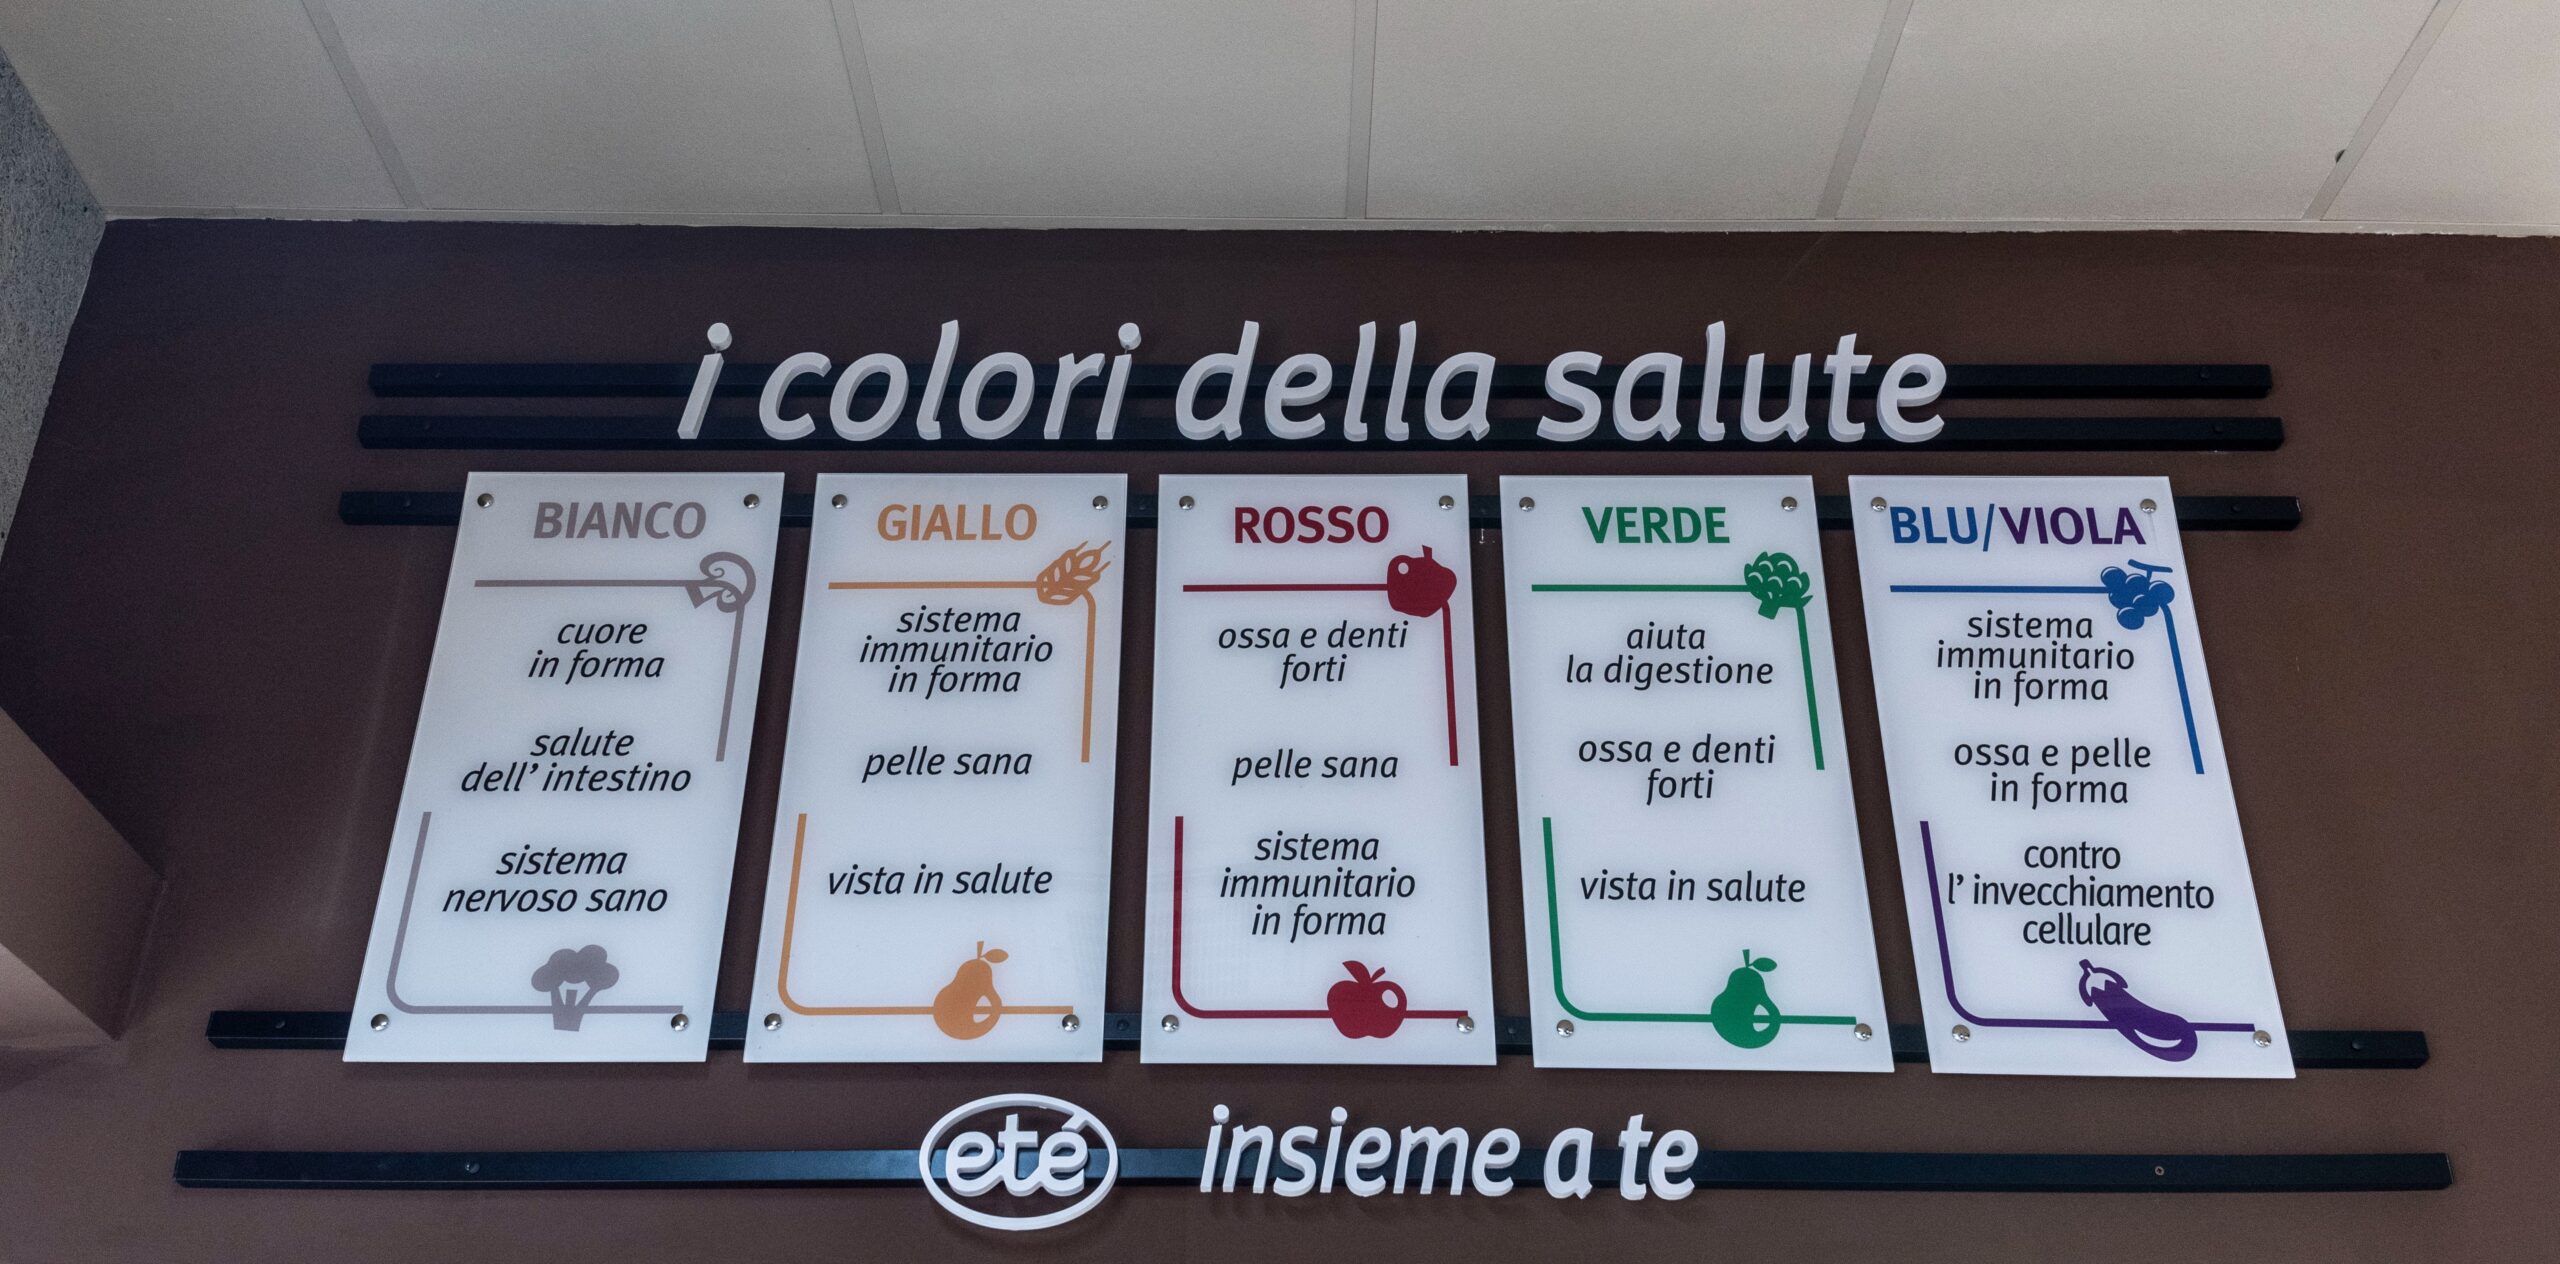 i colori della salute
BIANCO
cuore
in forma
salute
dell' intestino
sistema
nervoso sano
GIALLO
sistema
immunitario
in forma
pelle sana
vista in salute
ROSSO
ossa e denti
forti
pelle sana
sistema
immunitario
in forma
VERDE
aiuta
la digestione
ossa e denti
forti
vista in salute
BLU/VIOLA
sistema
immunitario
in forma
ossa e pelle
in forma
contro
l' invecchiamento
cellulare
eté insieme a te